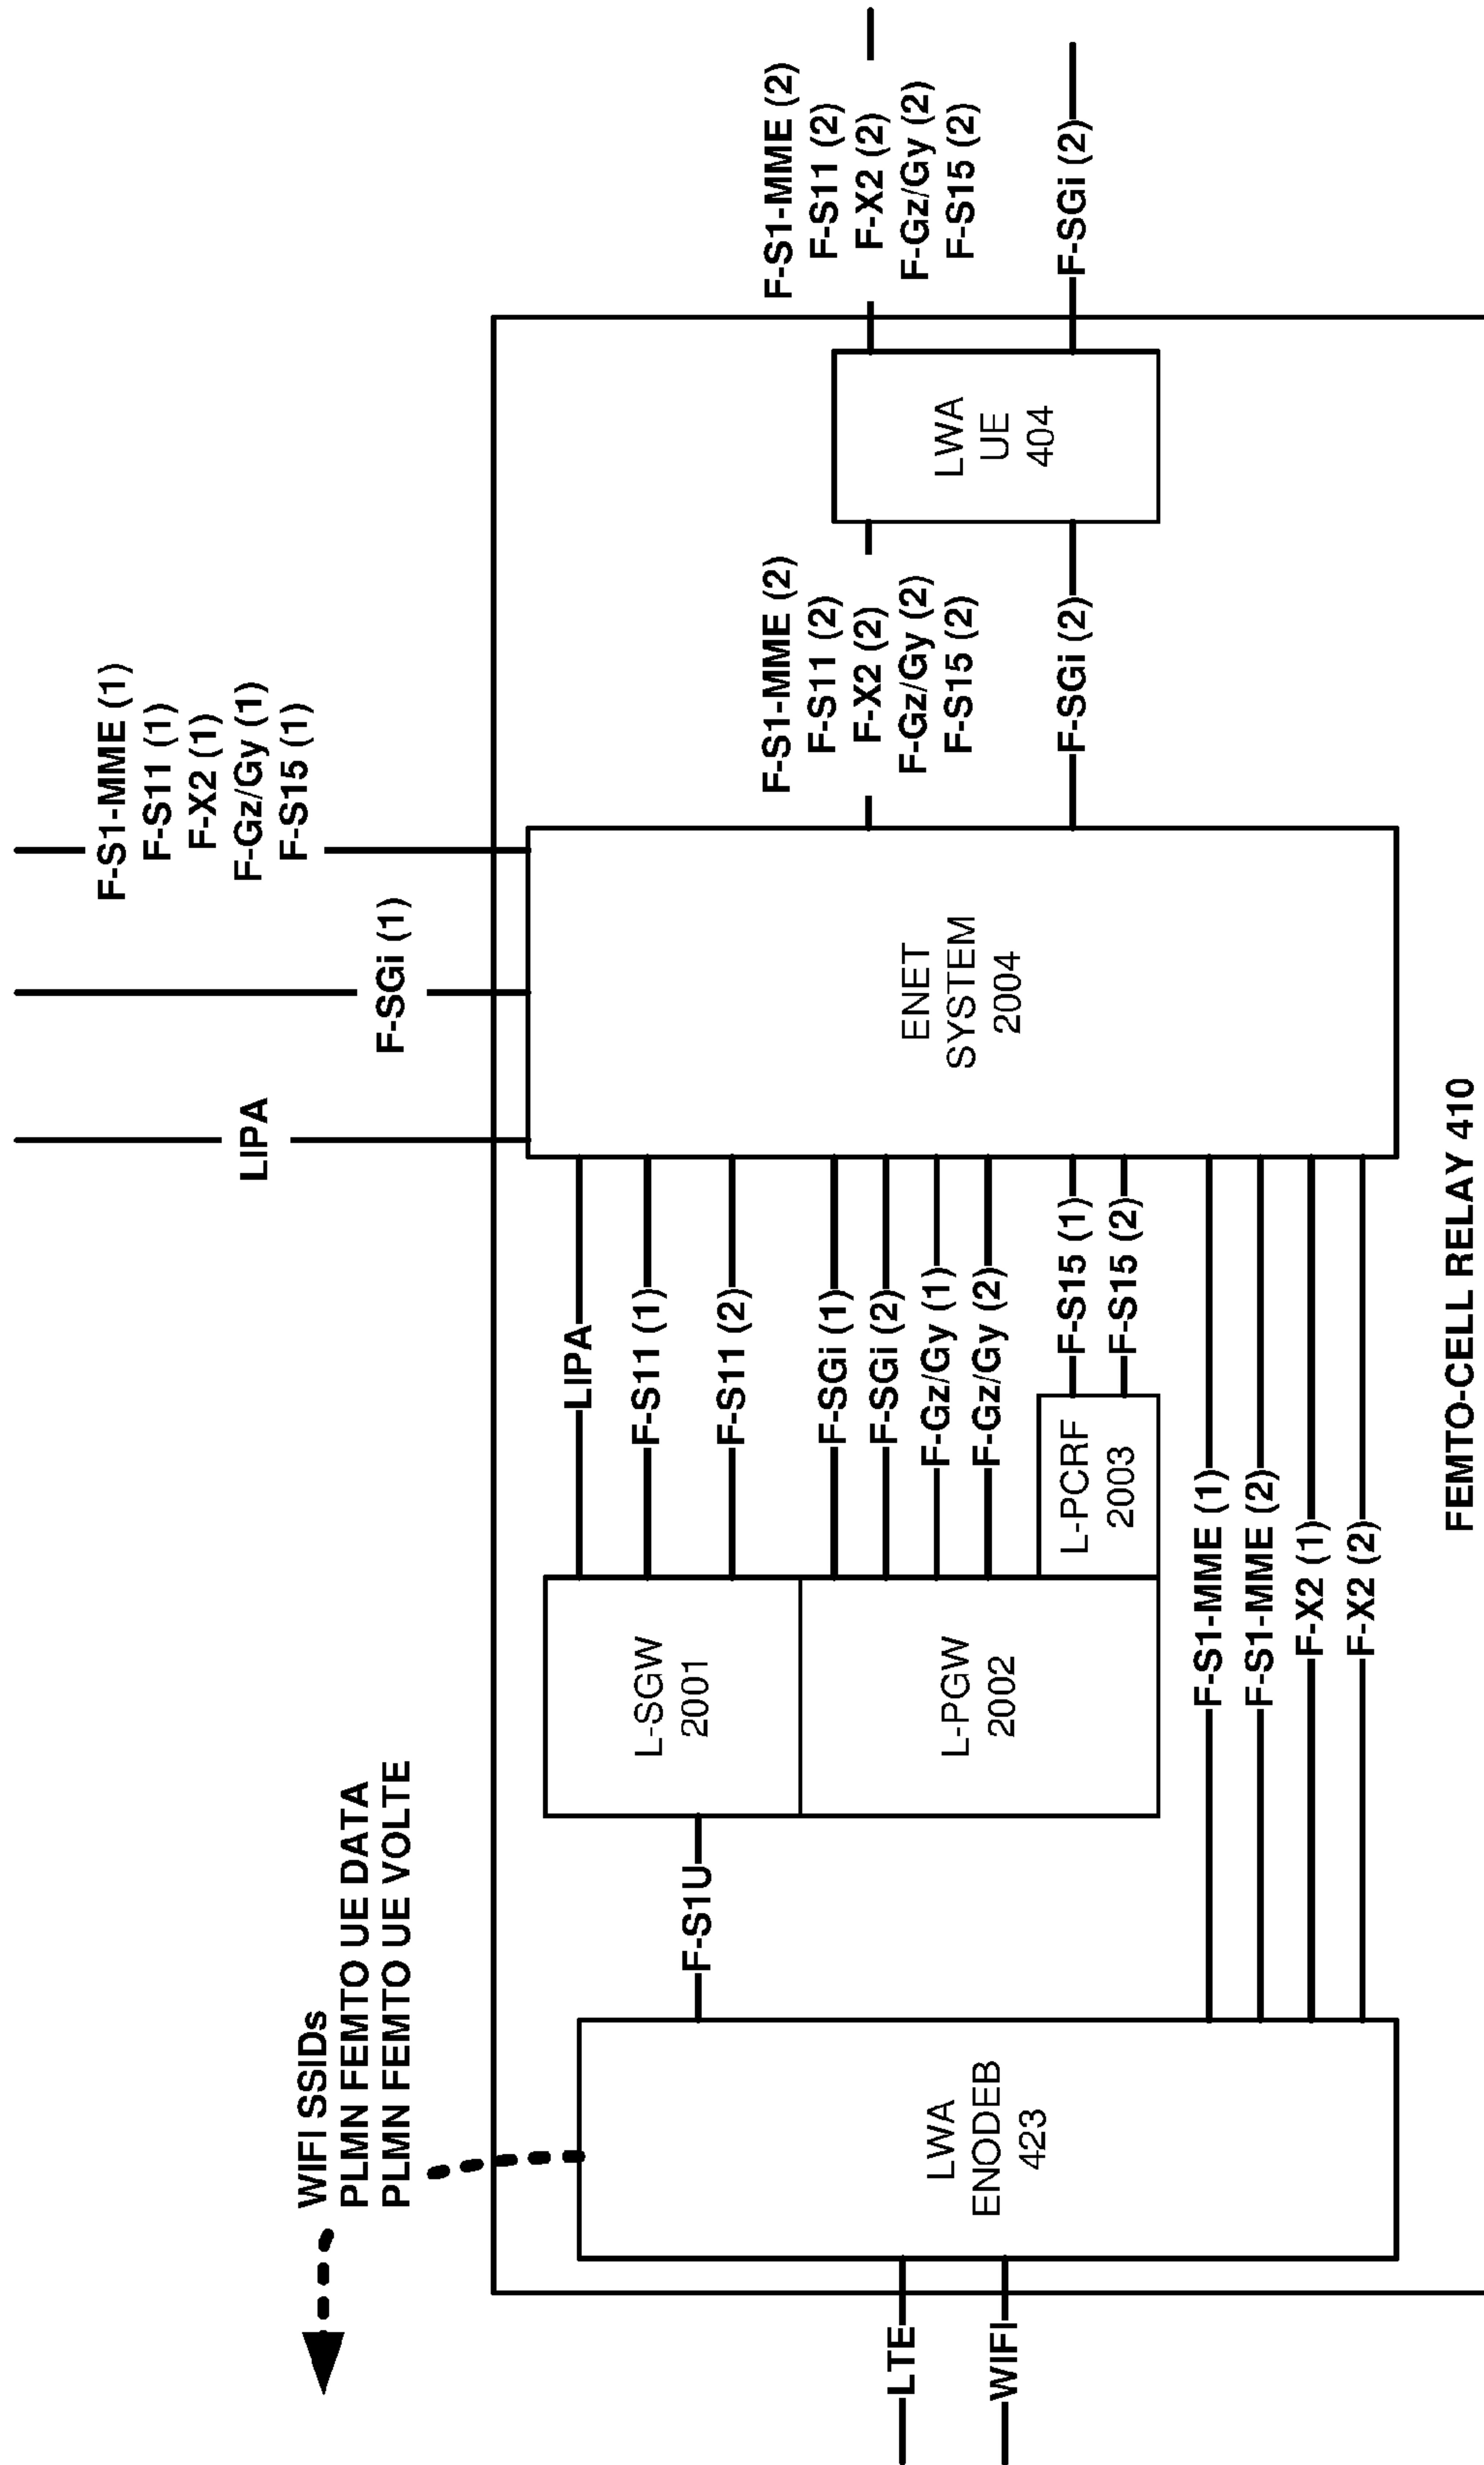 WIFI SSIDs
PLMN FEMTO UE DATA
PLMN FEMTO UE VOLTE
LIPA
F-SGi (1)
F-S1-MME (1)
F-S11 (1)
F-X2 (1)
F-Gz/Gy (1)
F-S15 (1)
LTE
WIFI
LWA
ENODEB
423
F-S1U
L-SGW
2001
L-PGW
2002
L-PCRF
2003
LIPA
F-S11 (1)
F-S11 (2)
F-SGi (1)
F-SGi (2)
F-Gz/Gy (1)
F-Gz/Gy (2)
F-S15 (1)
F-S15 (2)
F-S1-MME (1)
F-S1-MME (2)
F-X2 (1)
F-X2 (2)
ENET
SYSTEM
2004
F-S1-MME (2)
F-S11 (2)
F-X2 (2)
F-Gz/Gy (2)
F-S15 (2)
F-SGi (2)
LWA
UE
404
F-S1-MME (2)
F-S11 (2)
F-X2 (2)
F-Gz/Gy (2)
F-S15 (2)
F-SGi (2)
FEMTO-CELL RELAY 410